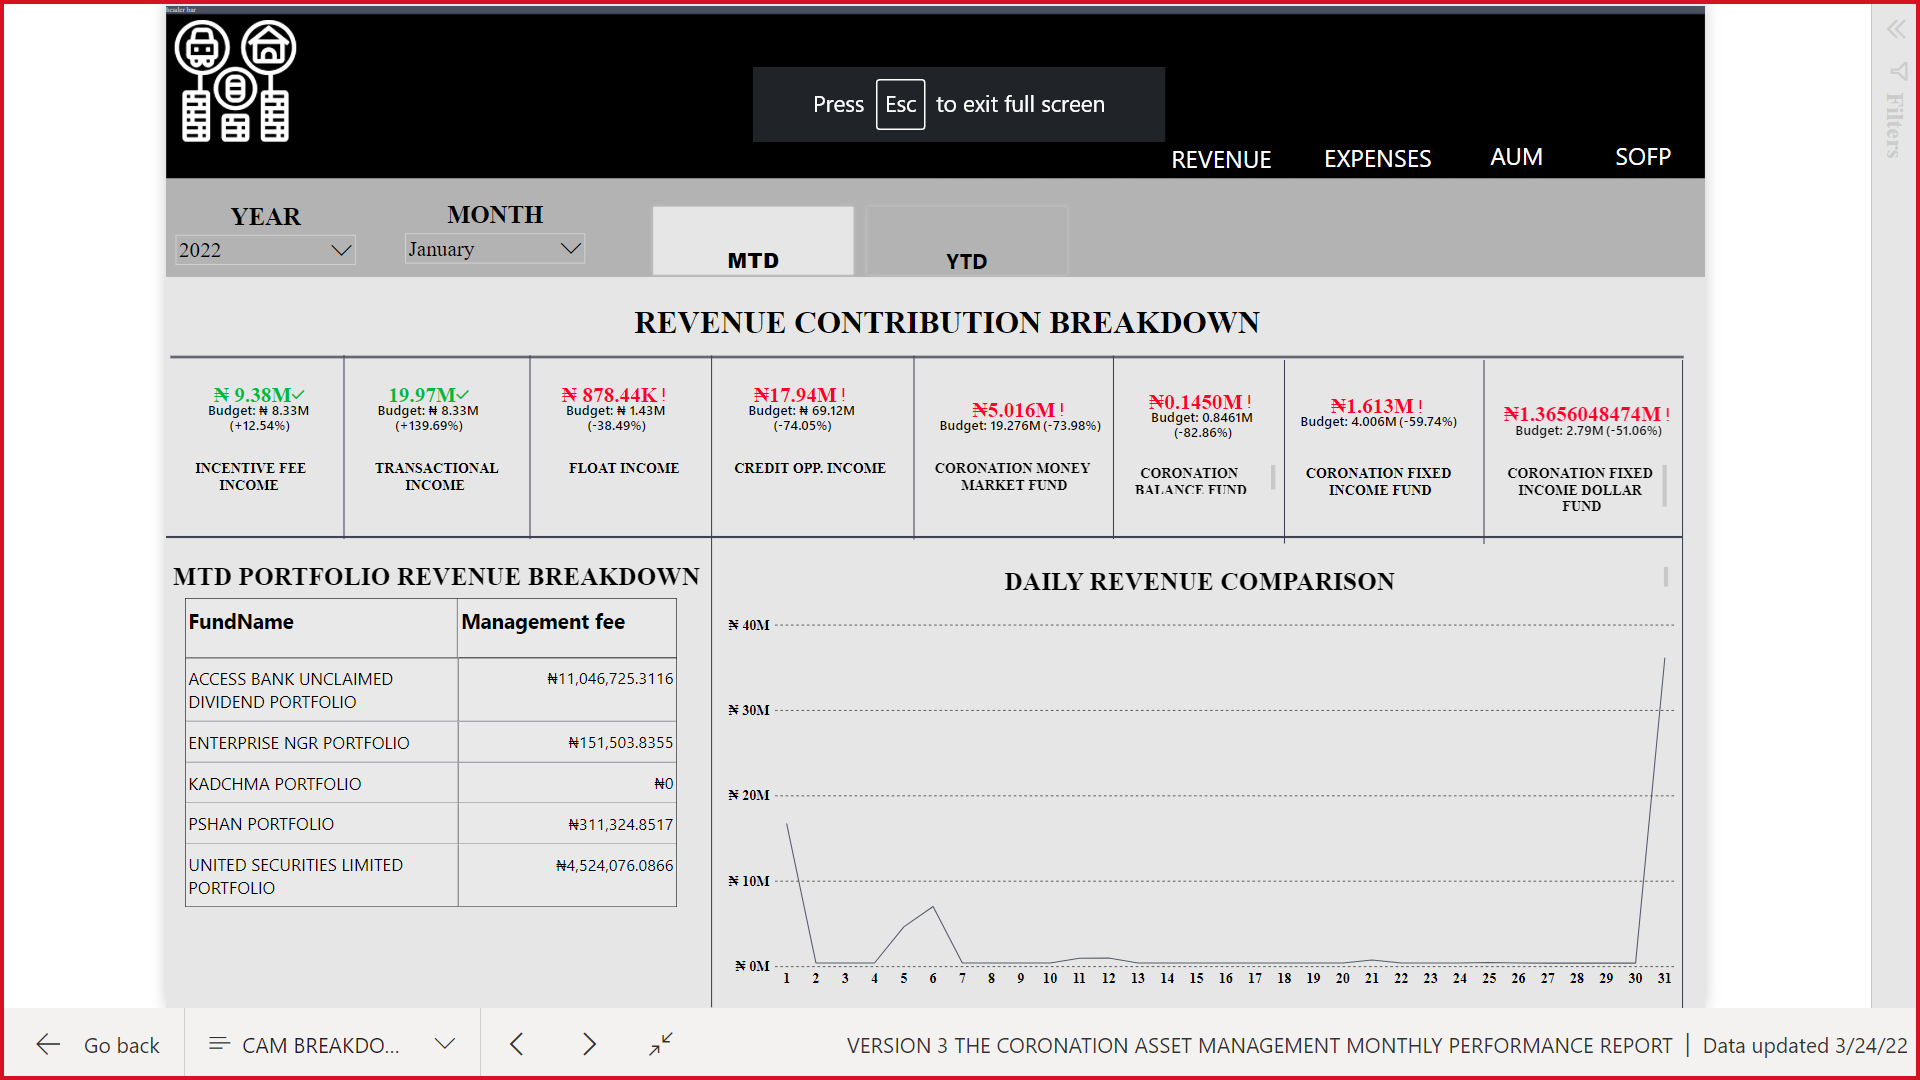 header bar
Press Esc to exit full screen
REVENUE EXPENSES AUM SOFP
Filters
YEAR MONTH
2022 January
MTD YTD
REVENUE CONTRIBUTION BREAKDOWN
₦ 9.38M
Budget: ₦ 8.33M
(+12.54%)
INCENTIVE FEE
INCOME
19.97M
Budget: ₦ 8.33M
(+139.69%)
TRANSACTIONAL
INCOME
₦ 878.44K !
Budget: ₦ 1.43M
(-38.49%)
FLOAT INCOME
₦17.94M !
Budget: ₦ 69.12M
(-74.05%)
CREDIT OPP. INCOME
₦5.016M !
Budget: 19.276M (-73.98%)
CORONATION MONEY
MARKET FUND
₦0.1450M !
Budget: 0.8461M
(-82.86%)
CORONATION
BALANCE FUND
₦1.613M !
Budget: 4.006M (-59.74%)
CORONATION FIXED
INCOME FUND
₦1.3656048474M !
Budget: 2.79M (-51.06%)
CORONATION FIXED
INCOME DOLLAR
FUND
MTD PORTFOLIO REVENUE BREAKDOWN
FundName Management fee
ACCESS BANK UNCLAIMED
DIVIDEND PORTFOLIO ₦11,046,725.3116
ENTERPRISE NGR PORTFOLIO ₦151,503.8355
KADCHMA PORTFOLIO ₦0
PSHAN PORTFOLIO ₦311,324.8517
UNITED SECURITIES LIMITED
PORTFOLIO ₦4,524,076.0866
DAILY REVENUE COMPARISON
₦ 40M
₦ 30M
₦ 20M
₦ 10M
₦ 0M
1 2 3 4 5 6 7 8 9 10 11 12 13 14 15 16 17 18 19 20 21 22 23 24 25 26 27 28 29 30 31
Go back
CAM BREAKDO...
VERSION 3 THE CORONATION ASSET MANAGEMENT MONTHLY PERFORMANCE REPORT | Data updated 3/24/22